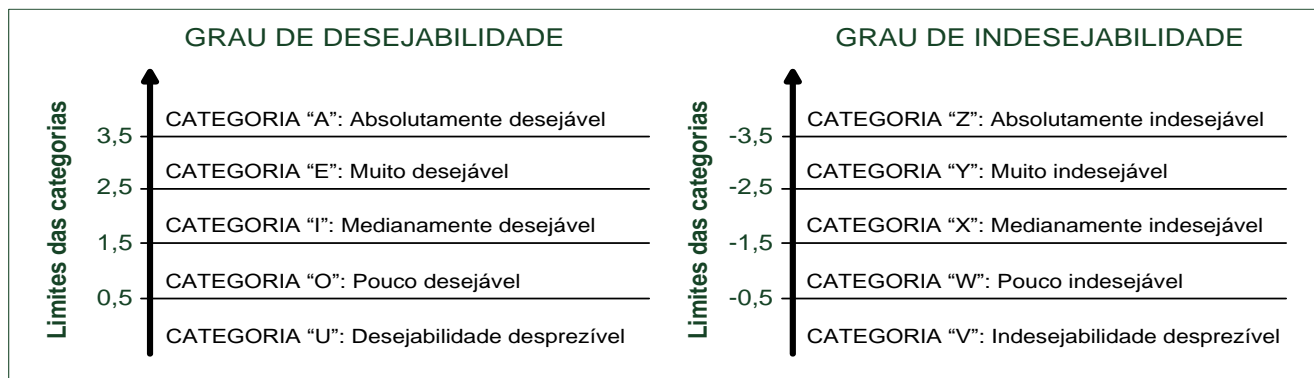 GRAU DE DESEJABILIDADE
Limites das categorias
CATEGORIA “A”: Absolutamente desejável
3,5
CATEGORIA “E”: Muito desejável
2,5
CATEGORIA “I”: Medianamente desejável
1,5
CATEGORIA “O”: Pouco desejável
0,5
CATEGORIA “U”: Desejabilidade desprezível
GRAU DE INDESEJABILIDADE
Limites das categorias
CATEGORIA “Z”: Absolutamente indesejável
-3,5
CATEGORIA “Y”: Muito indesejável
-2,5
CATEGORIA “X”: Medianamente indesejável
-1,5
CATEGORIA “W”: Pouco indesejável
-0,5
CATEGORIA “V”: Indesejabilidade desprezível